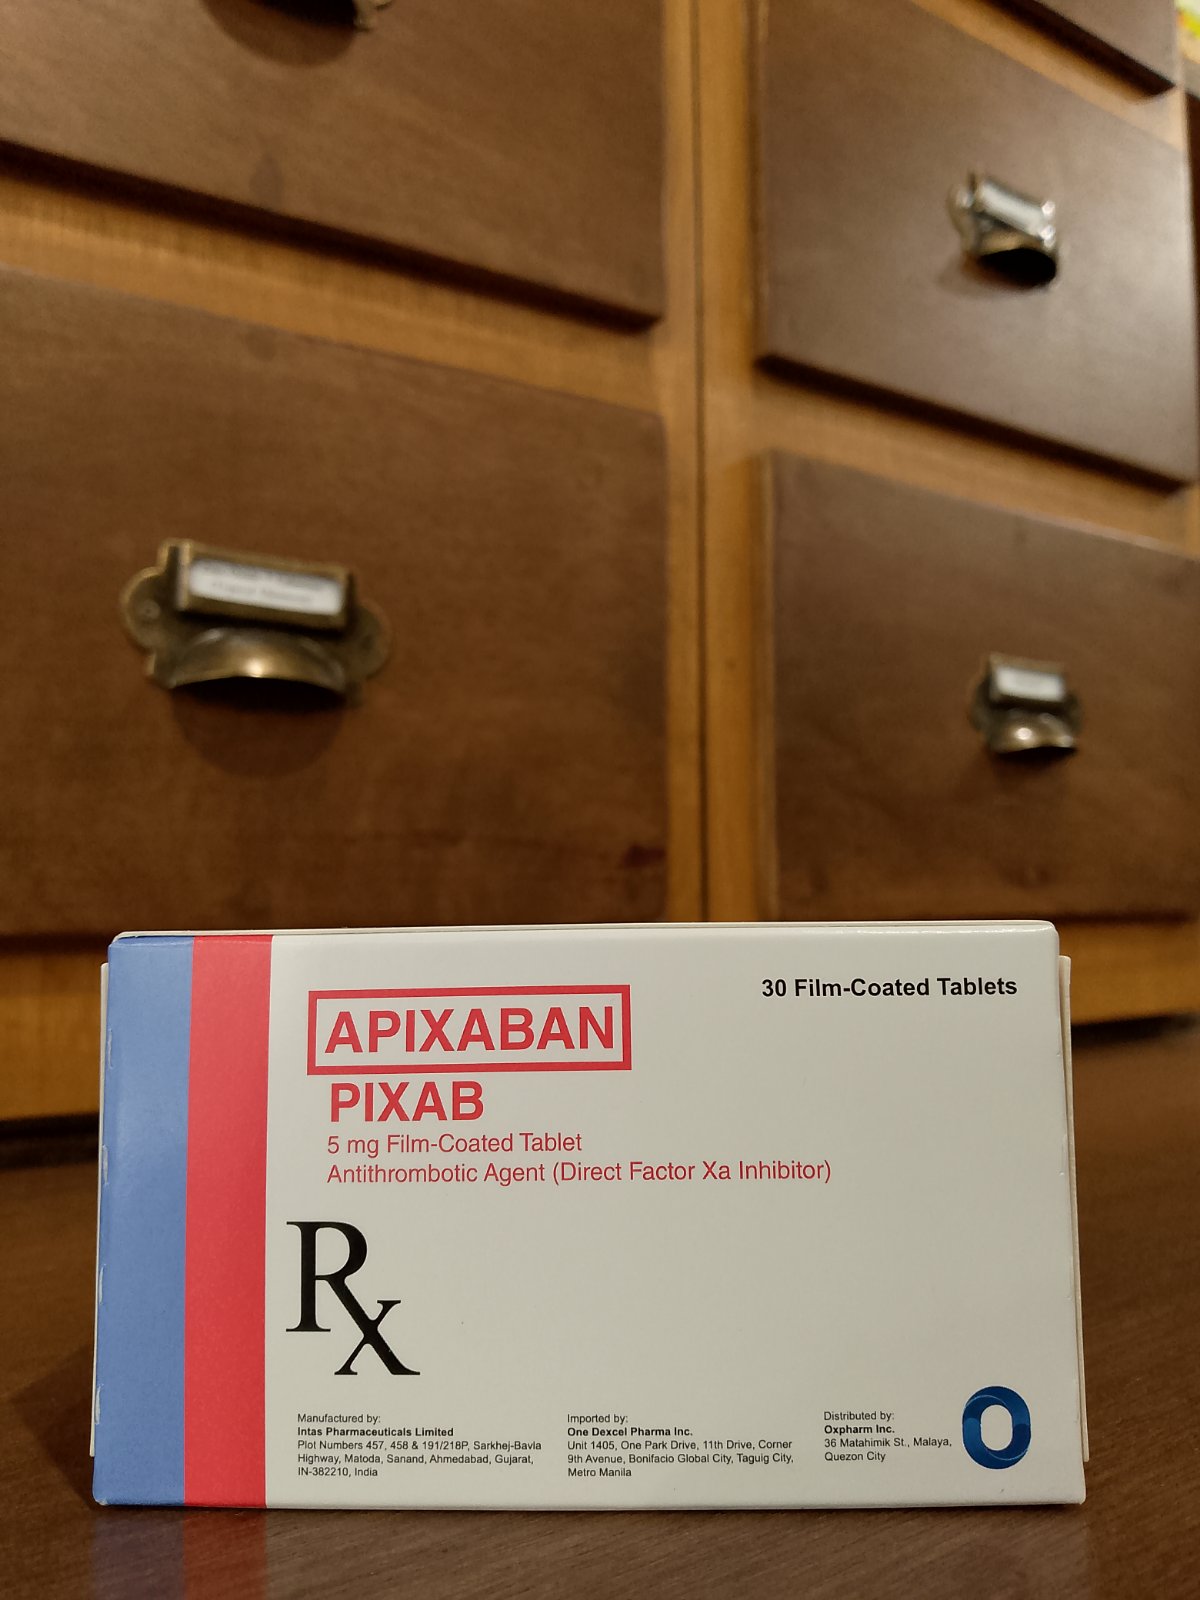 30 Film-Coated Tablets
APIXABAN
PIXAB
5 mg Film-Coated Tablet
Antithrombotic Agent (Direct Factor Xa Inhibitor)
Rx
Manufactured by:
Intas Pharmaceuticals Limited
Plot Numbers 457, 458 & 191/218P, Sarkhej-Bavla
Highway, Matoda, Sanand, Ahmedabad, Gujarat,
IN-382210, India
Imported by:
One Dexcel Pharma Inc.
Unit 1405, One Park Drive, 11th Drive, Corner
9th Avenue, Bonifacio Global City, Taguig City,
Metro Manila
Distributed by:
Oxpharm Inc.
36 Matahimik St., Malaya,
Quezon City